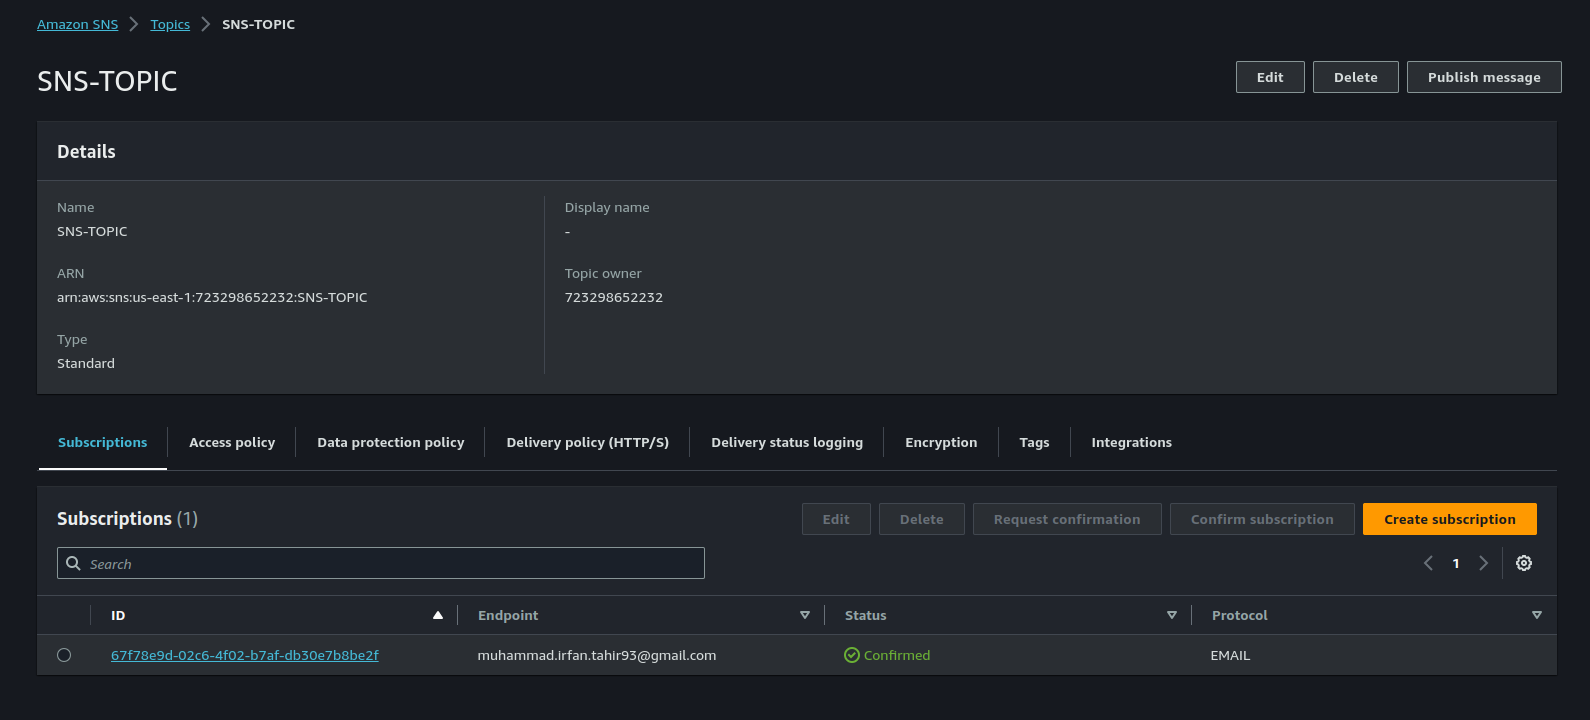 Amazon SNS > Topics > SNS-TOPIC
SNS-TOPIC
Edit Delete Publish message
Details
Name
SNS-TOPIC
Display name
-
ARN
arn:aws:sns:us-east-1:723298652232:SNS-TOPIC
Topic owner
723298652232
Type
Standard
Subscriptions Access policy Data protection policy Delivery policy (HTTP/S) Delivery status logging Encryption Tags Integrations
Subscriptions (1)
Edit Delete Request confirmation Confirm subscription Create subscription
Search
1
ID Endpoint Status Protocol
67f78e9d-02c6-4f02-b7af-db30e7b8be2f muhammad.irfan.tahir93@gmail.com Confirmed EMAIL